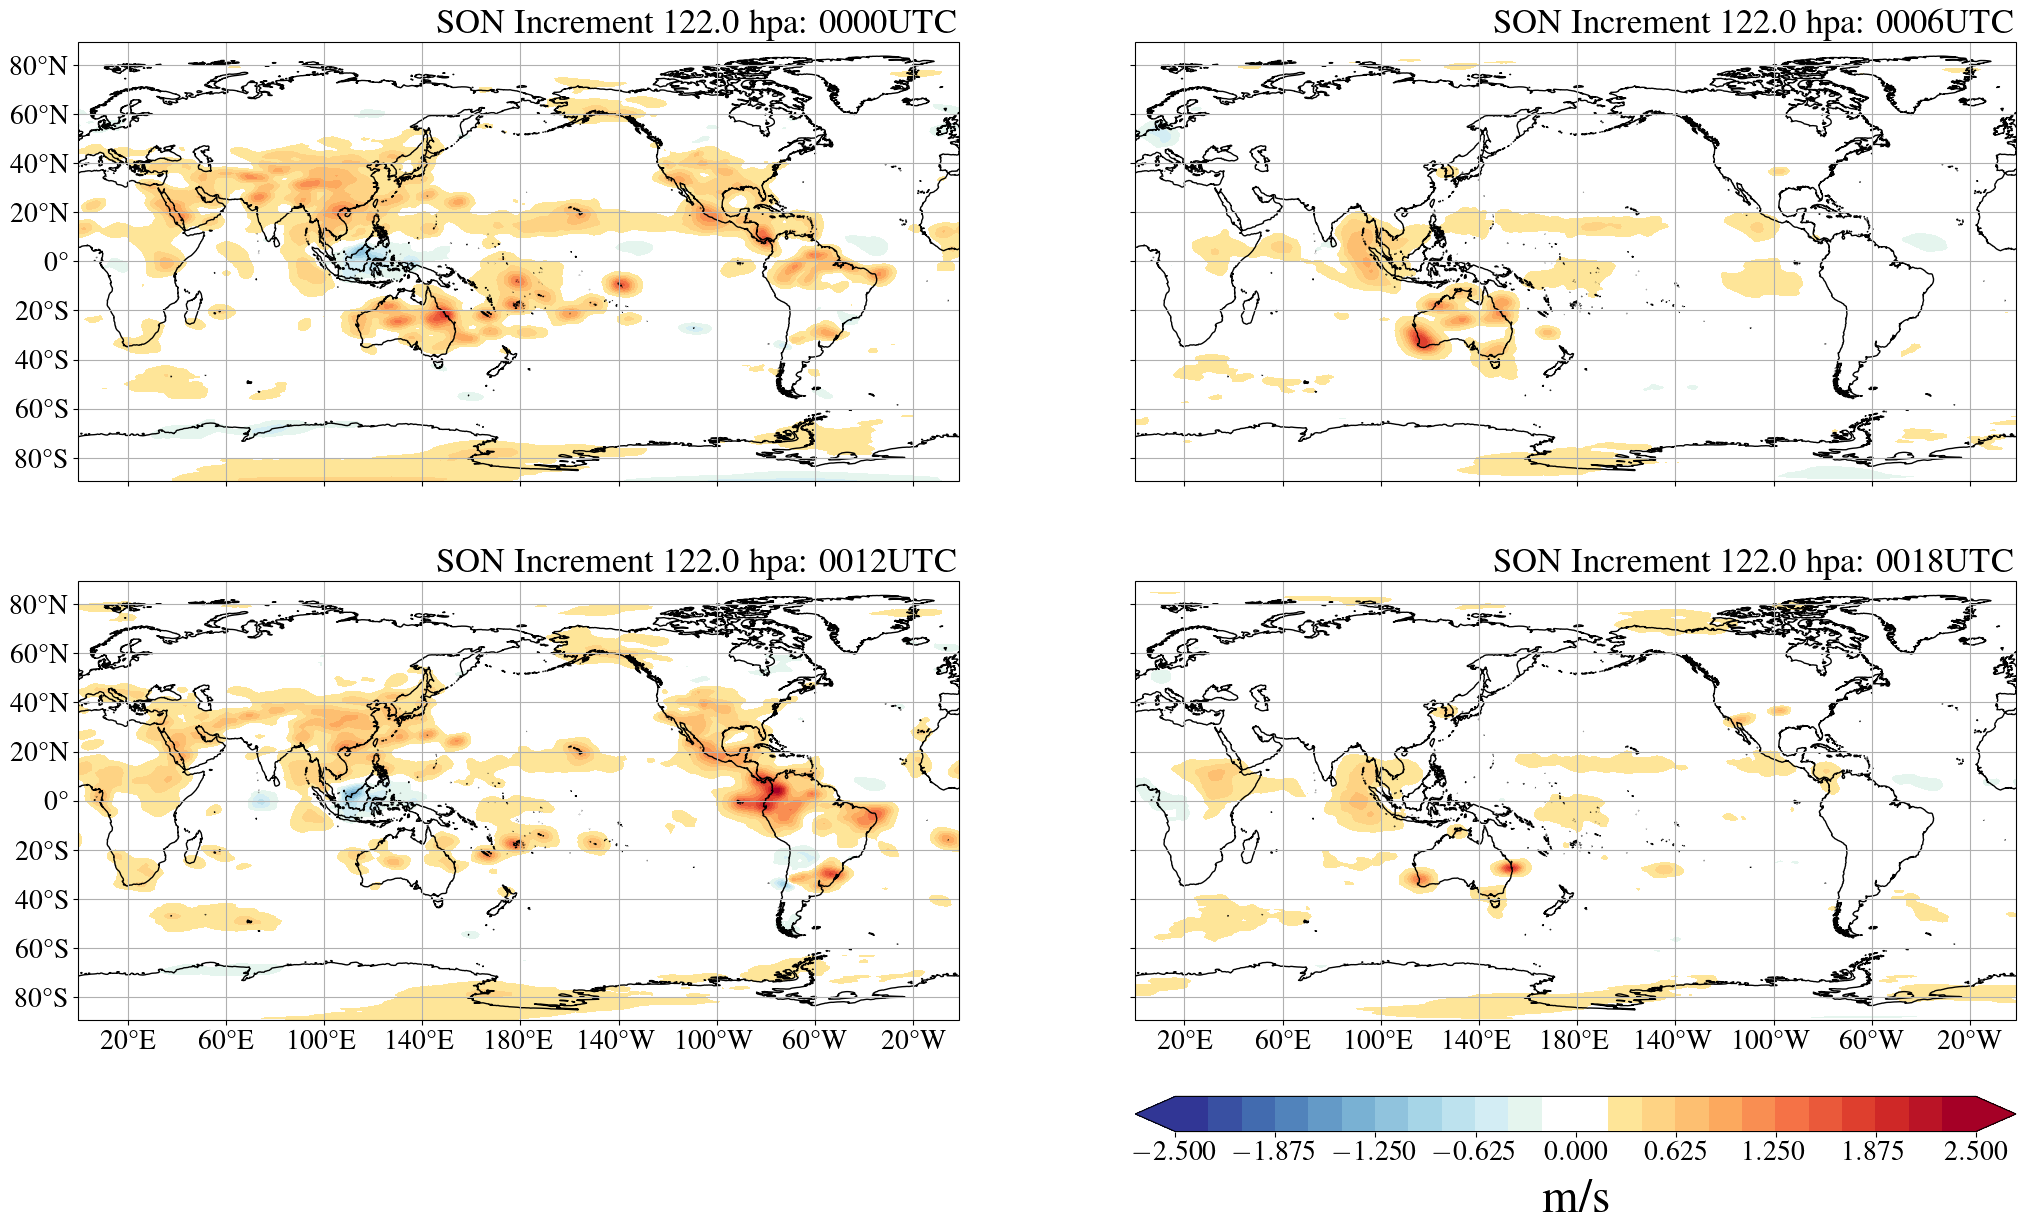 SON Increment 122.0 hpa: 0000UTC
SON Increment 122.0 hpa: 0006UTC
80°N
60°N
40°N
20°N
0°
20°S
40°S
60°S
80°S
SON Increment 122.0 hpa: 0012UTC
SON Increment 122.0 hpa: 0018UTC
80°N
60°N
40°N
20°N
0°
20°S
40°S
60°S
80°S
20°E 60°E 100°E 140°E 180°E 140°W 100°W 60°W 20°W
20°E 60°E 100°E 140°E 180°E 140°W 100°W 60°W 20°W
−2.500 −1.875 −1.250 −0.625 0.000 0.625 1.250 1.875 2.500
m/s